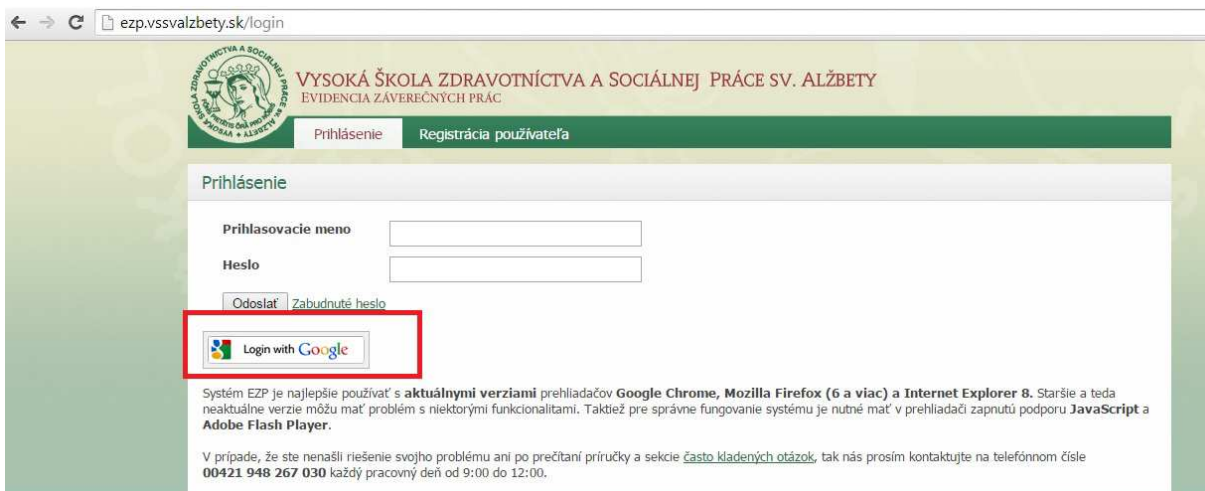 ezp.vssvalzbety.sk/login
VYSOKÁ ŠKOLA ZDRAVOTNÍCTVA A SOCIÁLNEJ PRÁCE SV. ALŽBETY
EVIDENCIA ZÁVEREČNÝCH PRÁC
Prihlásenie Registrácia používateľa
Prihlásenie
Prihlasovacie meno
Heslo
Odoslať Zabudnuté heslo
Login with Google
Systém EZP je najlepšie používať s aktuálnymi verziami prehliadačov Google Chrome, Mozilla Firefox (6 a viac) a Internet Explorer 8. Staršie a teda
neaktuálne verzie môžu mať problém s niektorými funkcionalitami. Taktiež pre správne fungovanie systému je nutné mať v prehliadači zapnutú podporu JavaScript a
Adobe Flash Player.
V prípade, že ste nenašli riešenie svojho problému ani po prečítaní príručky a sekcie často kladených otázok, tak nás prosím kontaktujte na telefónnom čísle
00421 948 267 030 každý pracovný deň od 9:00 do 12:00.